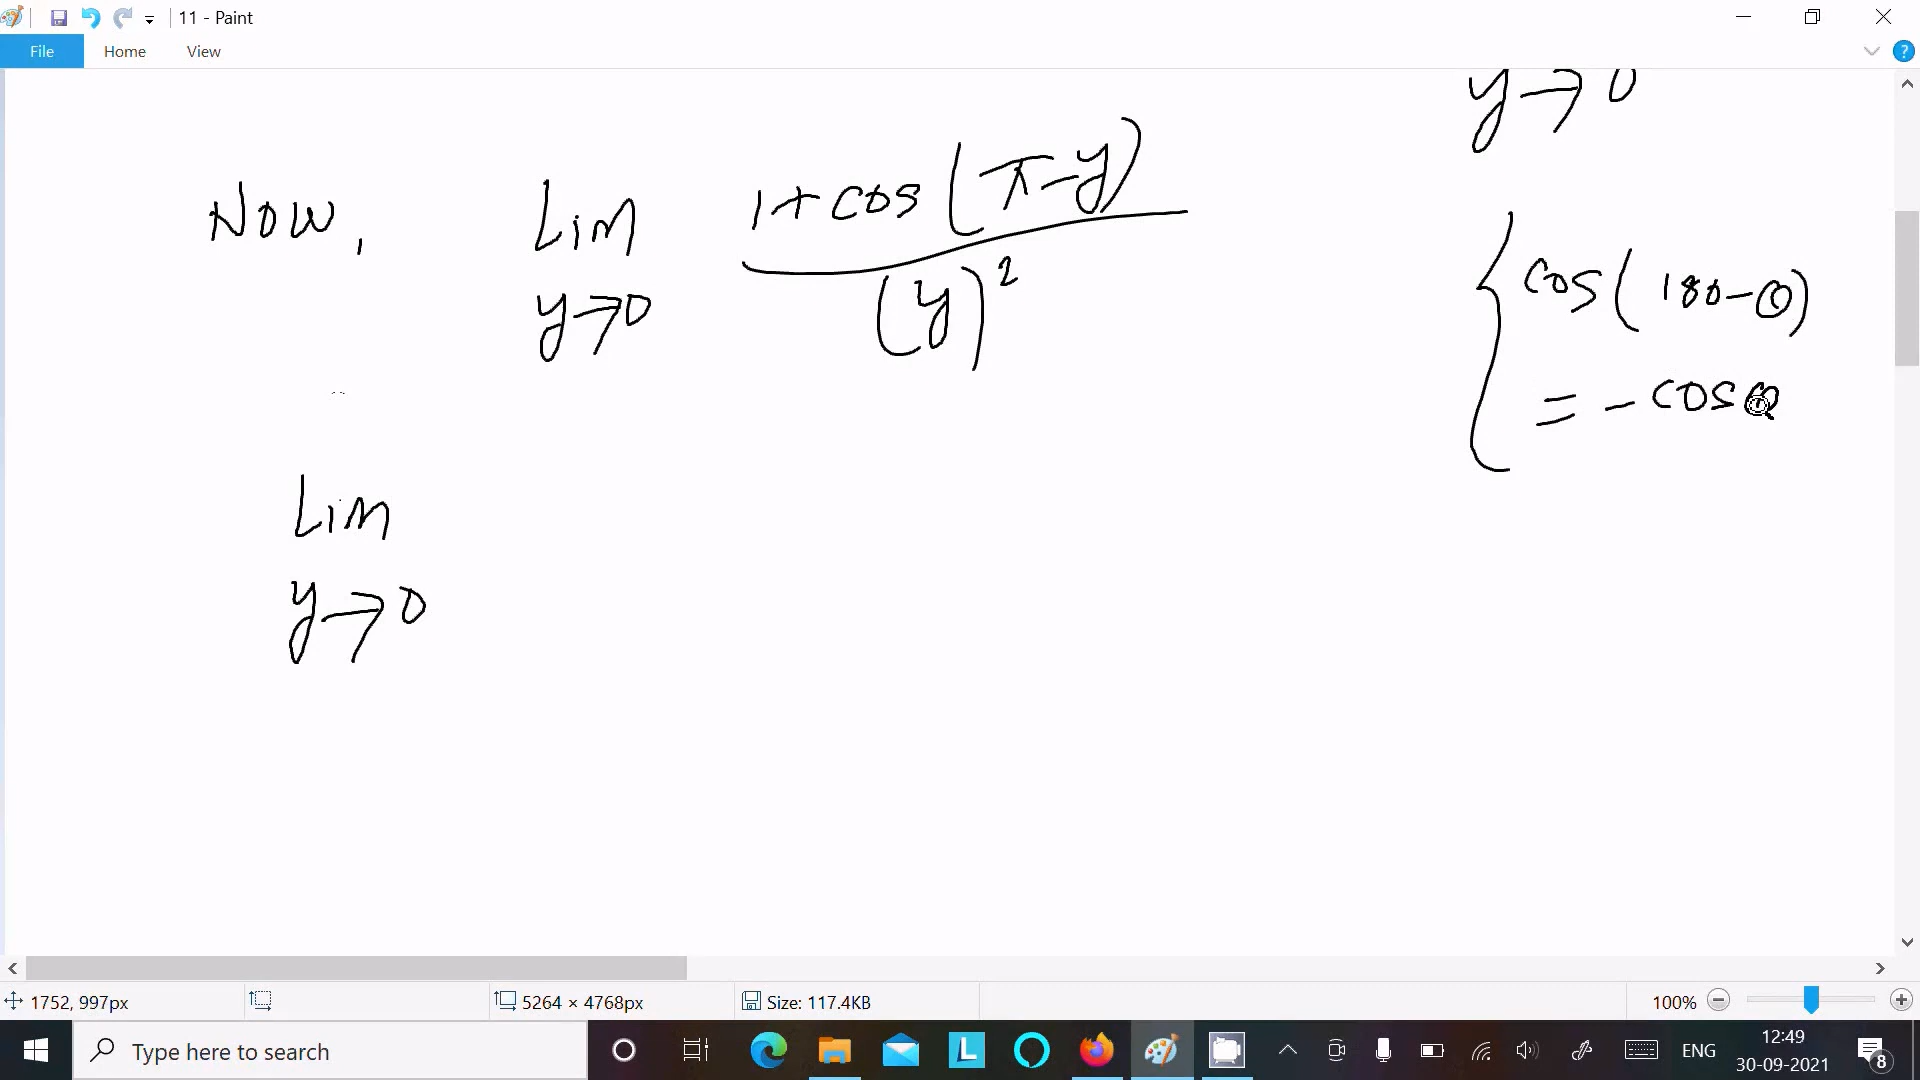 11 - Paint
File Home View
y→0
Now, Lim 1+cos(π-y)
y→0 (y)²
{ cos(180-θ)
= - cosθ
Lim
y→0
1752, 997px 5264 × 4768px Size: 117.4KB 100%
Type here to search
L
ENG
12:49
30-09-2021
8